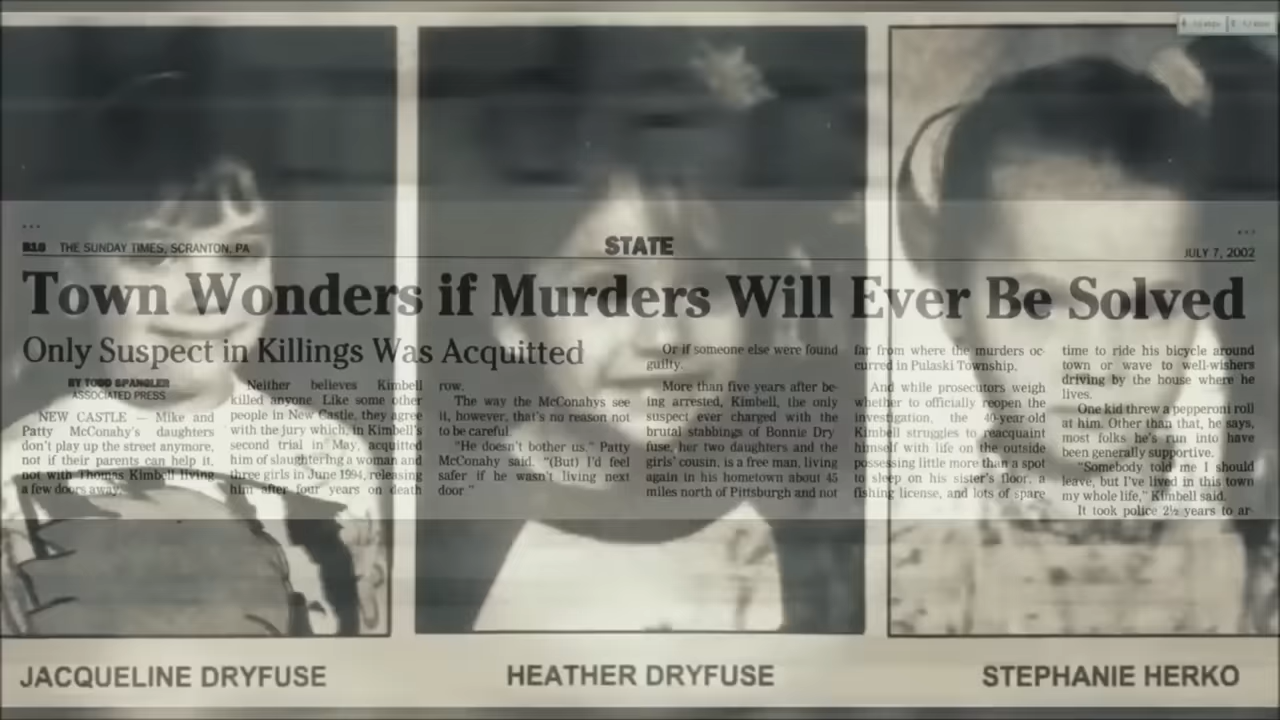 B10 THE SUNDAY TIMES, SCRANTON, PA
STATE
JULY 7, 2002
Town Wonders if Murders Will Ever Be Solved
Only Suspect in Killings Was Acquitted
BY TODD SPANGLER
ASSOCIATED PRESS
NEW CASTLE — Mike and
Patty McConahy's daughters
don't play up the street anymore,
not if their parents can help it,
not with Thomas Kimbell living
a few doors away.
Neither believes Kimbell
killed anyone. Like some other
people in New Castle, they agree
with the jury which, in Kimbell's
second trial in May, acquitted
him of slaughtering a woman and
three girls in June 1994, releasing
him after four years on death
row.
The way the McConahys see
it, however, that's no reason not
to be careful.
"He doesn't bother us." Patty
McConahy said. "(But) I'd feel
safer if he wasn't living next
door."
Or if someone else were found
guilty.
More than five years after be-
ing arrested, Kimbell, the only
suspect ever charged with the
brutal stabbings of Bonnie Dry
fuse, her two daughters and the
girls' cousin, is a free man, living
again in his hometown about 45
miles north of Pittsburgh and not
far from where the murders oc-
curred in Pulaski Township.
And while prosecutors weigh
whether to officially reopen the
investigation, the 40-year-old
Kimbell struggles to reacquaint
himself with life on the outside
possessing little more than a spot
to sleep on his sister's floor, a
fishing license, and lots of spare
time to ride his bicycle around
town or wave to well-wishers
driving by the house where he
lives.
One kid threw a pepperoni roll
at him. Other than that, he says,
most folks he's run into have
been generally supportive.
"Somebody told me I should
leave, but I've lived in this town
my whole life," Kimbell said.
It took police 2½ years to ar-
JACQUELINE DRYFUSE
HEATHER DRYFUSE
STEPHANIE HERKO